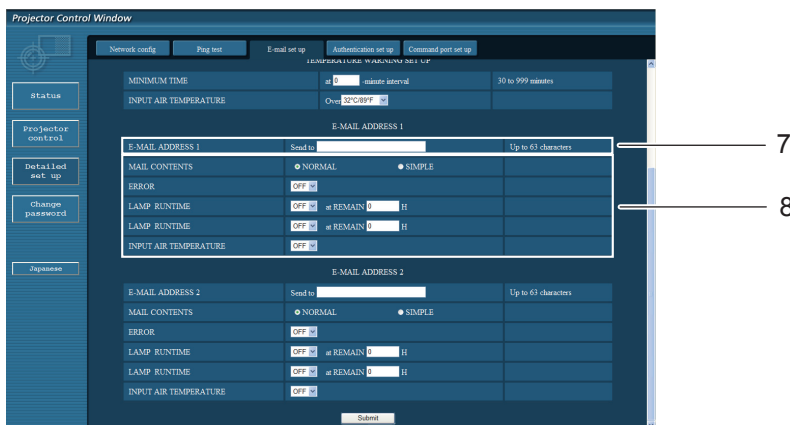 Projector Control Window
Network config Ping test E-mail set up Authentication set up Command port set up
TEMPERATURE WARNING SET UP
MINIMUM TIME at 0 -minute interval 30 to 999 minutes
INPUT AIR TEMPERATURE Over 32°C/89°F
Status
Projector
control
Detailed
set up
Change
password
Japanese
E-MAIL ADDRESS 1
E-MAIL ADDRESS 1 Send to Up to 63 characters
7
MAIL CONTENTS NORMAL SIMPLE
ERROR OFF
LAMP RUNTIME OFF at REMAIN 0 H
8
LAMP RUNTIME OFF at REMAIN 0 H
INPUT AIR TEMPERATURE OFF
E-MAIL ADDRESS 2
E-MAIL ADDRESS 2 Send to Up to 63 characters
MAIL CONTENTS NORMAL SIMPLE
ERROR OFF
LAMP RUNTIME OFF at REMAIN 0 H
LAMP RUNTIME OFF at REMAIN 0 H
INPUT AIR TEMPERATURE OFF
Submit